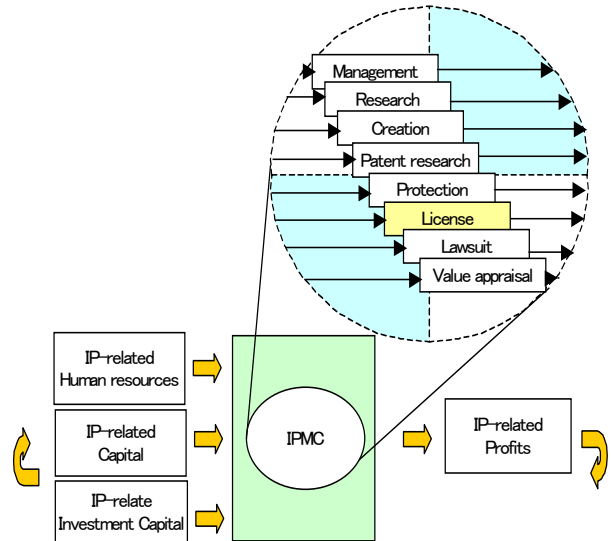 Management
Research
Creation
Patent research
Protection
License
Lawsuit
Value appraisal
IP-related
Human resources
IP-related
Capital
IPMC
IP-related
Profits
IP-relate
Investment Capital